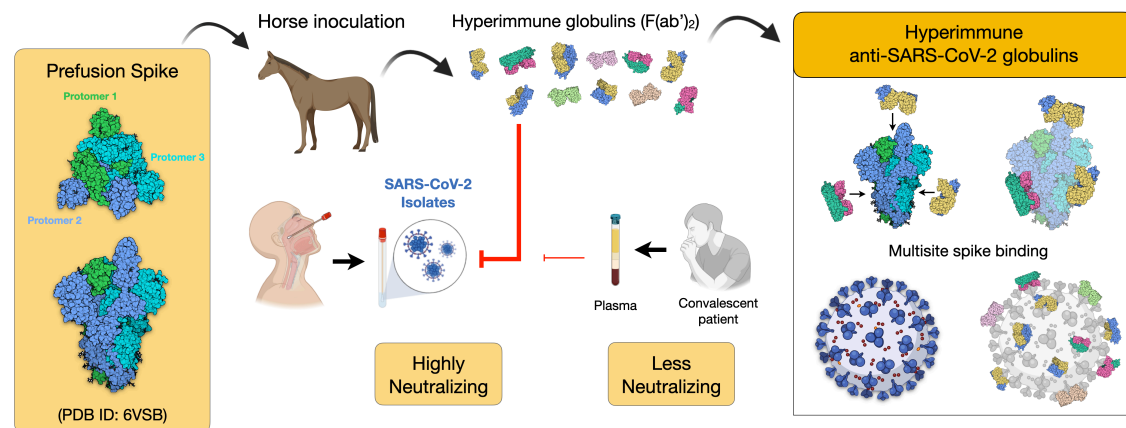 Prefusion Spike
Protomer 1
Protomer 3
Protomer 2
(PDB ID: 6VSB)
Horse inoculation
Hyperimmune globulins (F(ab’)2)
SARS-CoV-2
Isolates
Plasma
Convalescent
patient
Highly
Neutralizing
Less
Neutralizing
Hyperimmune
anti-SARS-CoV-2 globulins
Multisite spike binding